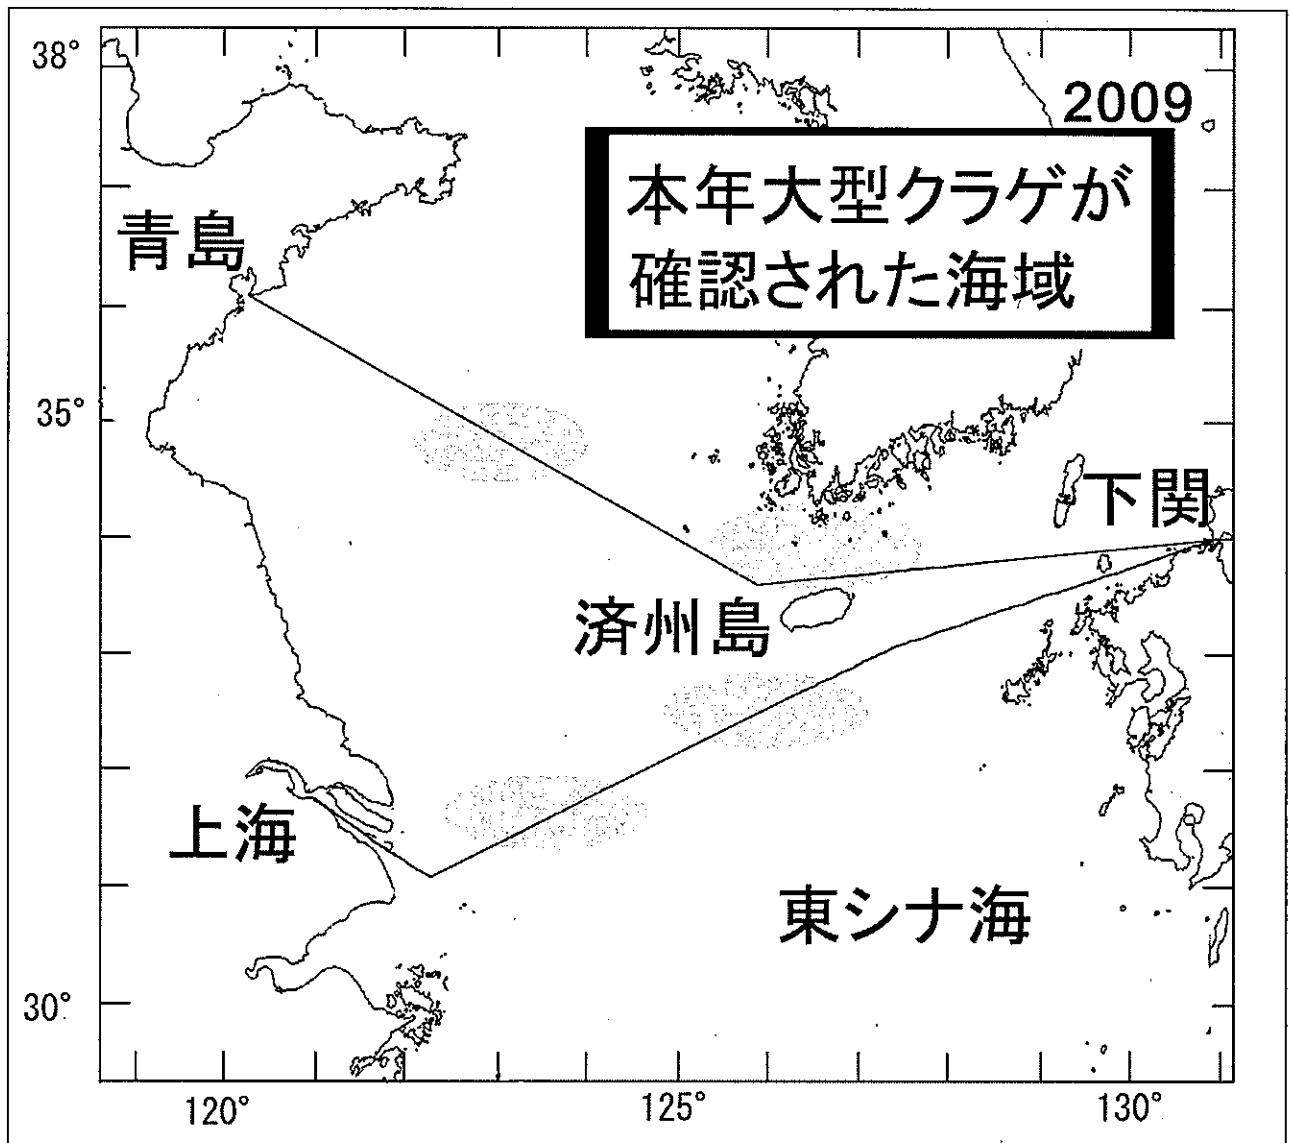 38°
2009
本年大型クラゲが
確認された海域
青島
35°
下関
済州島
上海
東シナ海
30°
120°
125°
130°